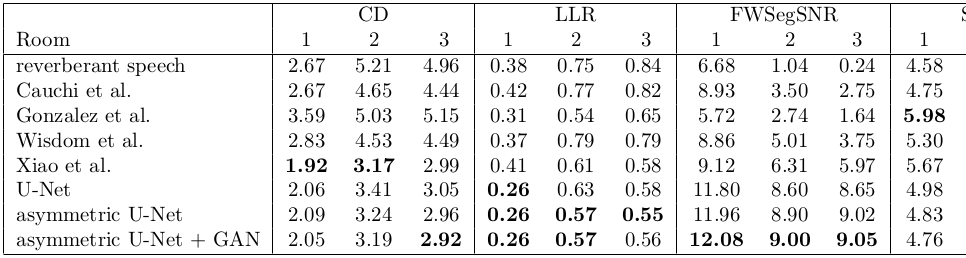 CD LLR FWSegSNR
Room 1 2 3 1 2 3 1 2 3 1
reverberant speech 2.67 5.21 4.96 0.38 0.75 0.84 6.68 1.04 0.24 4.58
Cauchi et al. 2.67 4.65 4.44 0.42 0.77 0.82 8.93 3.50 2.75 4.75
Gonzalez et al. 3.59 5.03 5.15 0.31 0.54 0.65 5.72 2.74 1.64 5.98
Wisdom et al. 2.83 4.53 4.49 0.37 0.79 0.79 8.86 5.01 3.75 5.30
Xiao et al. 1.92 3.17 2.99 0.41 0.61 0.58 9.12 6.31 5.97 5.67
U-Net 2.06 3.41 3.05 0.26 0.63 0.58 11.80 8.60 8.65 4.98
asymmetric U-Net 2.09 3.24 2.96 0.26 0.57 0.55 11.96 8.90 9.02 4.83
asymmetric U-Net + GAN 2.05 3.19 2.92 0.26 0.57 0.56 12.08 9.00 9.05 4.76